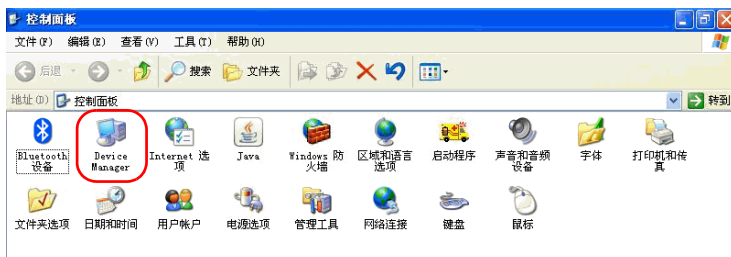 控制面板
文件(F) 编辑(E) 查看(V) 工具(T) 帮助(H)
后退 搜索 文件夹
地址(D) 控制面板 转到
Bluetooth 设备
Device Manager
Internet 选项
Java
Windows 防火墙
区域和语言选项
启动程序
声音和音频设备
字体
打印机和传真
文件夹选项
日期和时间
用户帐户
电源选项
管理工具
网络连接
键盘
鼠标